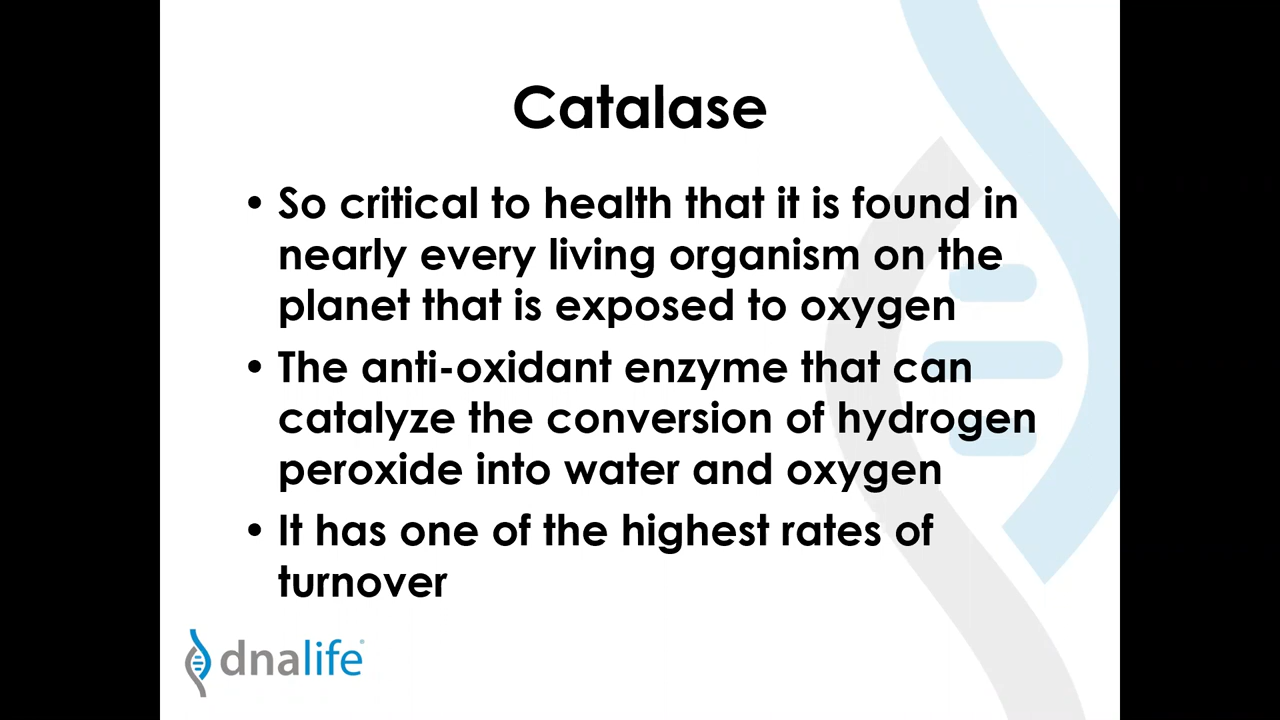 Catalase
• So critical to health that it is found in
nearly every living organism on the
planet that is exposed to oxygen
• The anti-oxidant enzyme that can
catalyze the conversion of hydrogen
peroxide into water and oxygen
• It has one of the highest rates of
turnover
dnalife